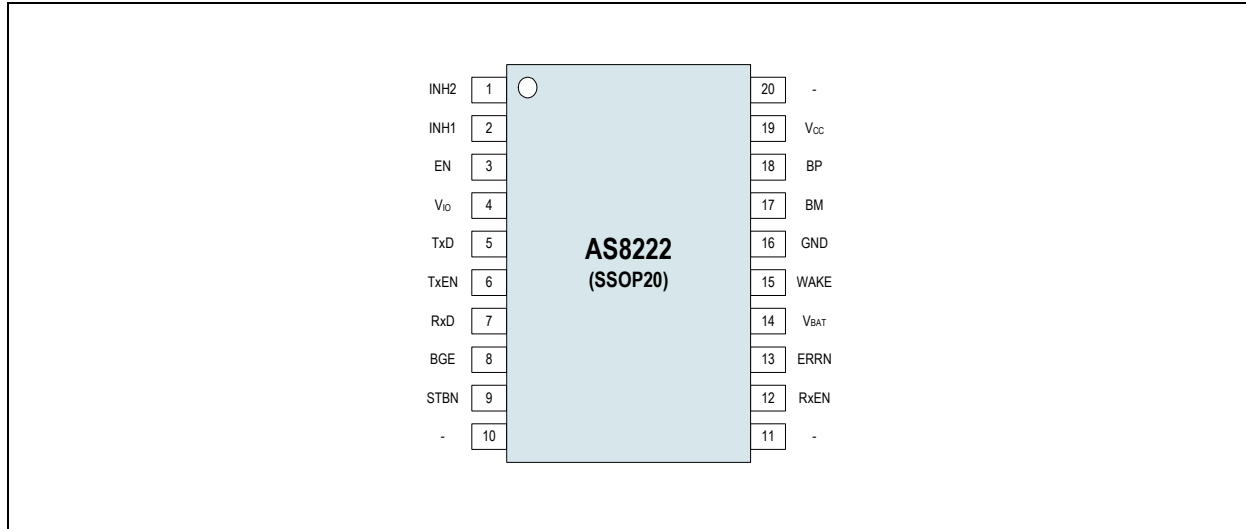 INH2 1 20 -
INH1 2 19 Vcc
EN 3 18 BP
VIO 4 17 BM
TxD 5 16 GND
AS8222
(SSOP20)
TxEN 6 15 WAKE
RxD 7 14 VBAT
BGE 8 13 ERRN
STBN 9 12 RxEN
- 10 11 -